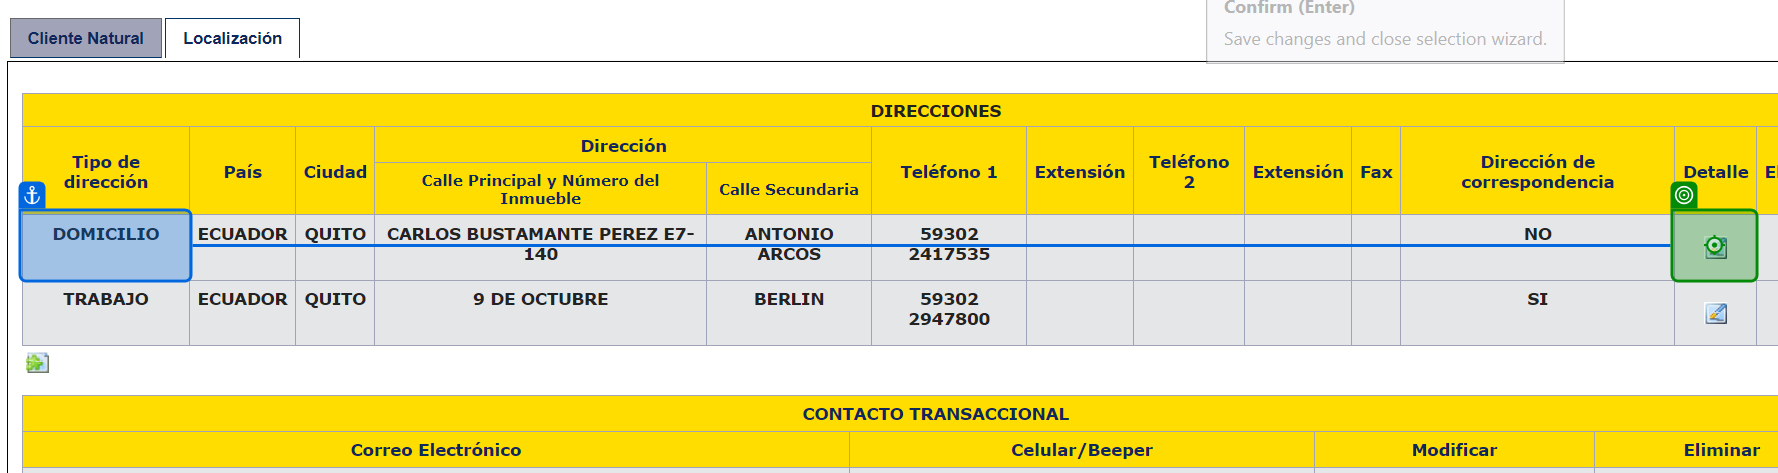 Confirm (Enter)
Save changes and close selection wizard.
Cliente Natural
Localización
DIRECCIONES
Tipo de dirección
País
Ciudad
Dirección
Calle Principal y Número del Inmueble
Calle Secundaria
Teléfono 1
Extensión
Teléfono 2
Extensión
Fax
Dirección de correspondencia
Detalle
DOMICILIO ECUADOR QUITO CARLOS BUSTAMANTE PEREZ E7-140 ANTONIO ARCOS 59302 2417535 NO
TRABAJO ECUADOR QUITO 9 DE OCTUBRE BERLIN 59302 2947800 SI
CONTACTO TRANSACCIONAL
Correo Electrónico Celular/Beeper Modificar Eliminar